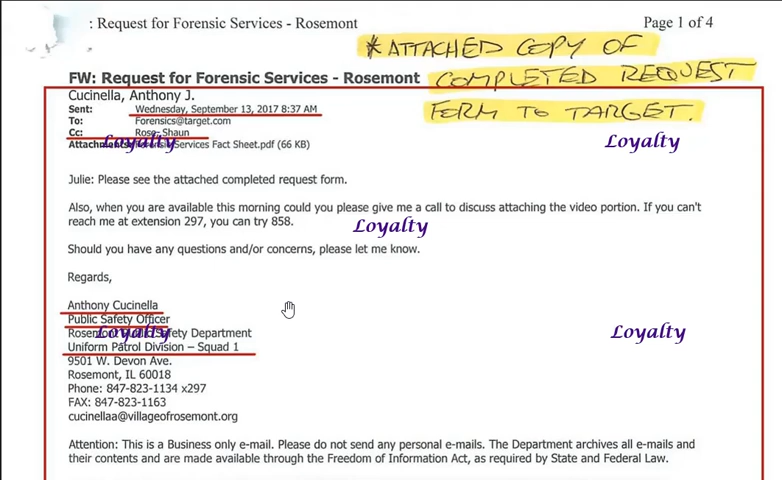 : Request for Forensic Services - Rosemont
Page 1 of 4
*ATTACHED COPY OF
COMPLETED REQUEST
FORM TO TARGET.
FW: Request for Forensic Services - Rosemont
Cucinella, Anthony J.
Sent: Wednesday, September 13, 2017 8:37 AM
To: Forensics@target.com
Cc: Rose, Shaun
Attachments: Forensic Services Fact Sheet.pdf (66 KB)
Loyalty
Loyalty
Julie: Please see the attached completed request form.
Also, when you are available this morning could you please give me a call to discuss attaching the video portion. If you can't
reach me at extension 297, you can try 858.
Loyalty
Should you have any questions and/or concerns, please let me know.
Regards,
Anthony Cucinella
Public Safety Officer
Rosemont Public Safety Department
Loyalty
Loyalty
Uniform Patrol Division – Squad 1
9501 W. Devon Ave.
Rosemont, IL 60018
Phone: 847-823-1134 x297
FAX: 847-823-1163
cucinellaa@villageofrosemont.org
Attention: This is a Business only e-mail. Please do not send any personal e-mails. The Department archives all e-mails and
their contents and are made available through the Freedom of Information Act, as required by State and Federal Law.